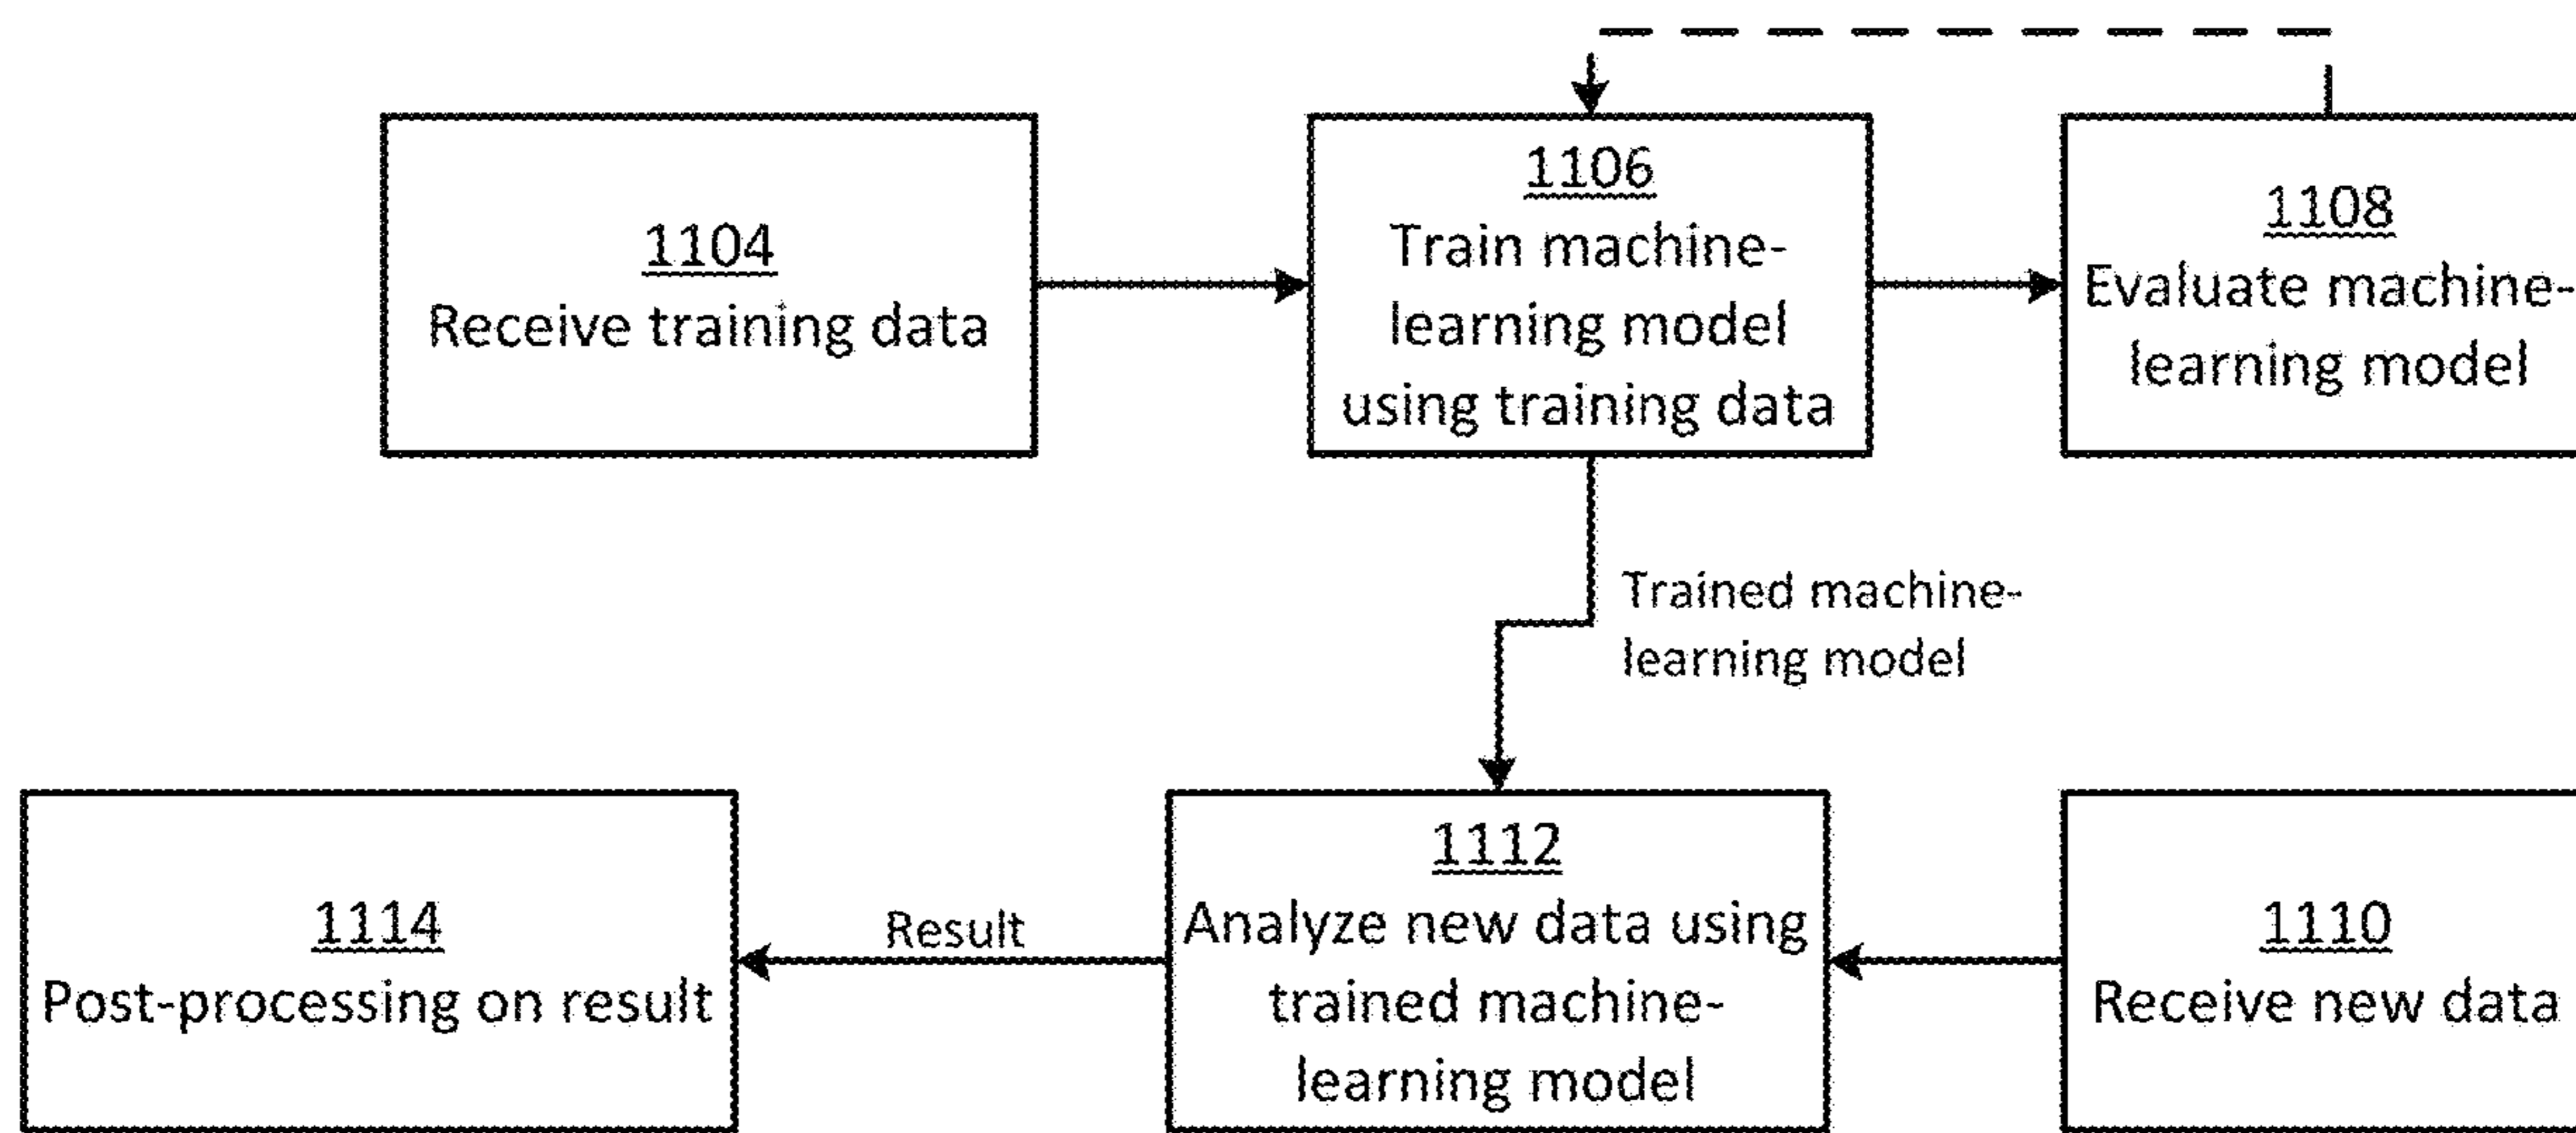 1104
Receive training data
1106
Train machine-
learning model
using training data
1108
Evaluate machine-
learning model
Trained machine-
learning model
1114
Post-processing on result
Result
1112
Analyze new data using
trained machine-
learning model
1110
Receive new data